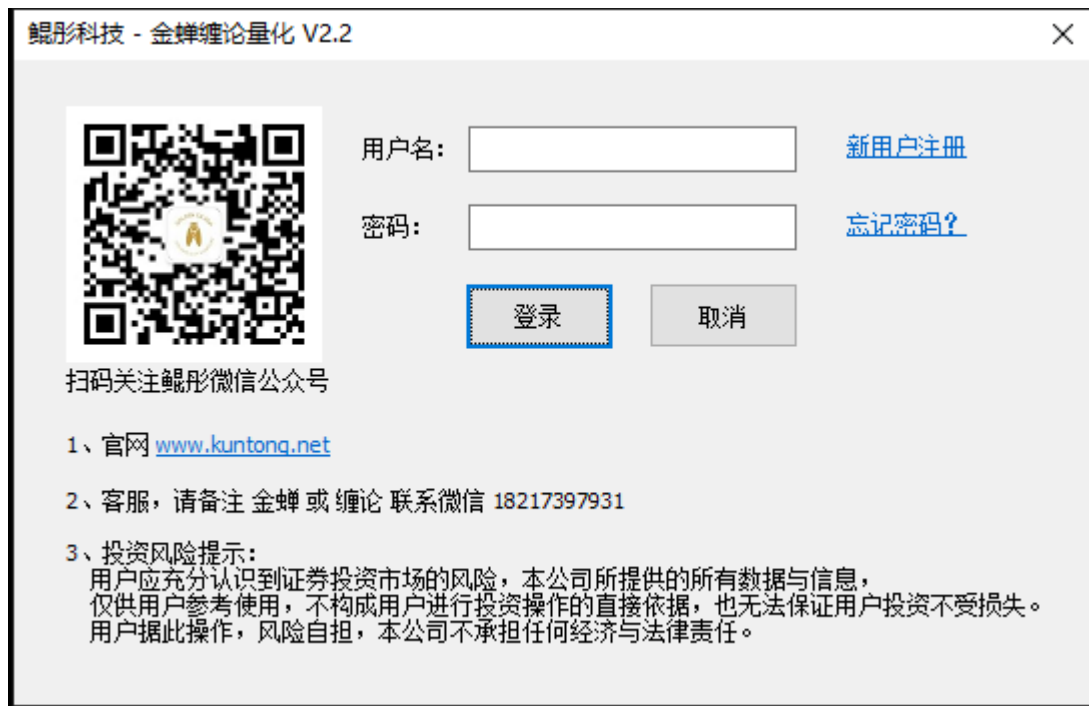 鲲彤科技 - 金蝉缠论量化 V2.2
用户名：
新用户注册
密码：
忘记密码？
登录
取消
扫码关注鲲彤微信公众号
1、官网 www.kuntong.net
2、客服，请备注 金蝉 或 缠论 联系微信 18217397931
3、投资风险提示：
用户应充分认识到证券投资市场的风险，本公司所提供的所有数据与信息，
仅供用户参考使用，不构成用户进行投资操作的直接依据，也无法保证用户投资不受损失。
用户据此操作，风险自担，本公司不承担任何经济与法律责任。